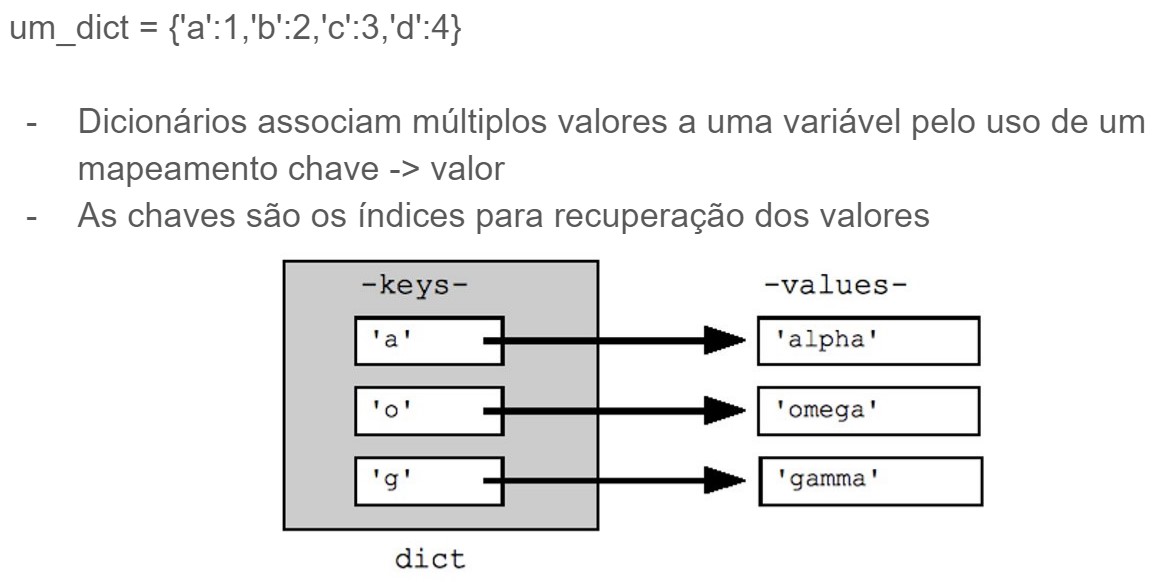 um_dict = {'a':1,'b':2,'c':3,'d':4}
- Dicionários associam múltiplos valores a uma variável pelo uso de um
mapeamento chave -> valor
- As chaves são os índices para recuperação dos valores
-keys- -values-
'a' 'alpha'
'o' 'omega'
'g' 'gamma'
dict